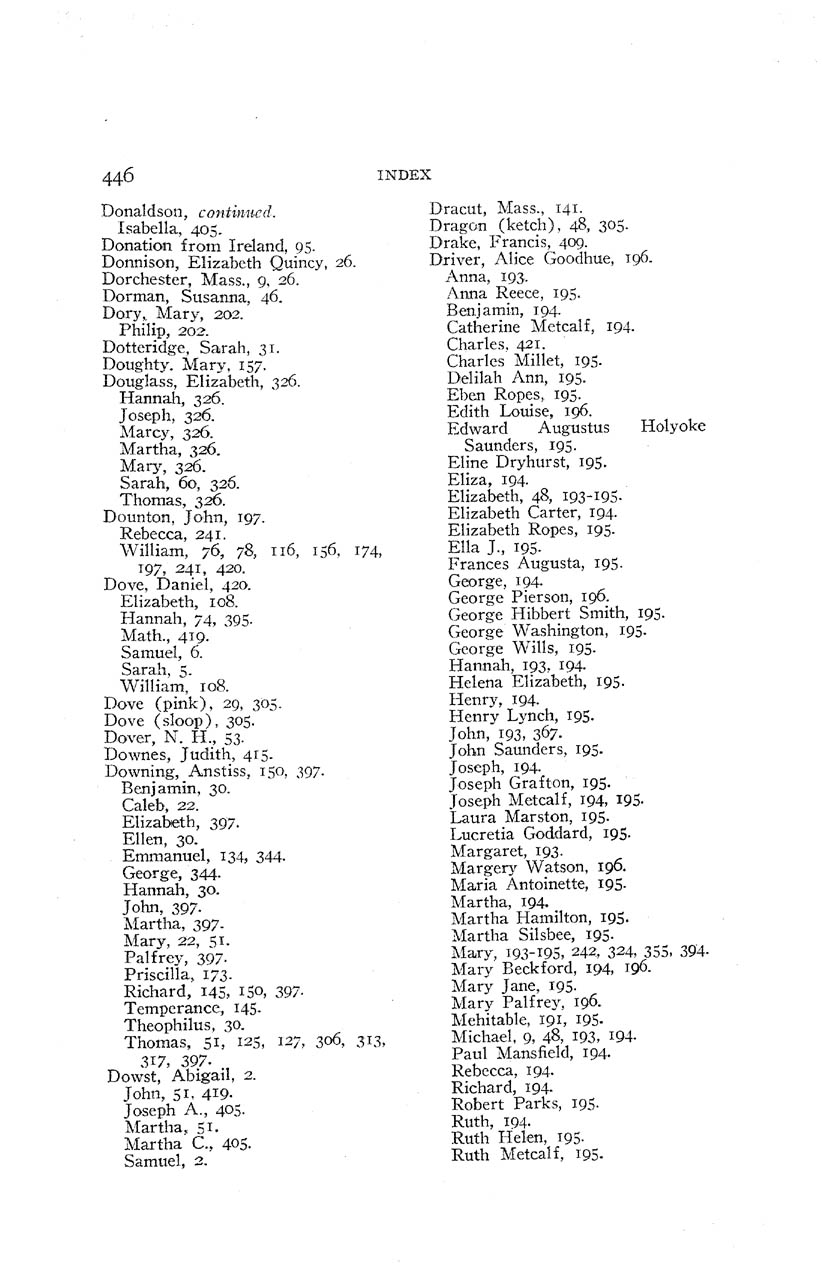 446
INDEX
Donaldson, continued.
Isabella, 405.
Donation from Ireland, 95.
Donnison, Elizabeth Quincy, 26.
Dorchester, Mass., 9, 26.
Dorman, Susanna, 46.
Dory, Mary, 202.
Philip, 202.
Dotteridge, Sarah, 31.
Doughty, Mary, 157.
Douglass, Elizabeth, 326.
Hannah, 326.
Joseph, 326.
Marcy, 326.
Martha, 326.
Mary, 326.
Sarah, 60, 326.
Thomas, 326.
Dounton, John, 197.
Rebecca, 241.
William, 76, 78, 116, 156, 174,
197, 241, 420.
Dove, Daniel, 420.
Elizabeth, 108.
Hannah, 74, 395.
Math., 419.
Samuel, 6.
Sarah, 5.
William, 108.
Dove (pink), 29, 305.
Dove (sloop), 305.
Dover, N. H., 53.
Downes, Judith, 415.
Downing, Anstiss, 150, 397.
Benjamin, 30.
Caleb, 22.
Elizabeth, 397.
Ellen, 30.
Emmanuel, 134, 344.
George, 344.
Hannah, 30.
John, 397.
Martha, 397.
Mary, 22, 51.
Palfrey, 397.
Priscilla, 173.
Richard, 145, 150, 397.
Temperance, 145.
Theophilus, 30.
Thomas, 51, 125, 127, 306, 313,
317, 397.
Dowst, Abigail, 2.
John, 51, 419.
Joseph A., 405.
Martha, 51.
Martha C., 405.
Samuel, 2.
Dracut, Mass., 141.
Dragon (ketch), 48, 305.
Drake, Francis, 409.
Driver, Alice Goodhue, 196.
Anna, 193.
Anna Reece, 195.
Benjamin, 194.
Catherine Metcalf, 194.
Charles, 421.
Charles Millet, 195.
Delilah Ann, 195.
Eben Ropes, 195.
Edith Louise, 196.
Edward Augustus Holyoke
Saunders, 195.
Eline Dryhurst, 195.
Eliza, 194.
Elizabeth, 48, 193-195.
Elizabeth Carter, 194.
Elizabeth Ropes, 195.
Ella J., 195.
Frances Augusta, 195.
George, 194.
George Pierson, 196.
George Hibbert Smith, 195.
George Washington, 195.
George Wills, 195.
Hannah, 193, 194.
Helena Elizabeth, 195.
Henry, 194.
Henry Lynch, 195.
John, 193, 367.
John Saunders, 195.
Joseph, 194.
Joseph Grafton, 195.
Joseph Metcalf, 194, 195.
Laura Marston, 195.
Lucretia Goddard, 195.
Margaret, 193.
Margery Watson, 196.
Maria Antoinette, 195.
Martha, 194.
Martha Hamilton, 195.
Martha Silsbee, 195.
Mary, 193-195, 242, 324, 355, 394.
Mary Beckford, 194, 196.
Mary Jane, 195.
Mary Palfrey, 196.
Mehitable, 191, 195.
Michael, 9, 48, 193, 194.
Paul Mansfield, 194.
Rebecca, 194.
Richard, 194.
Robert Parks, 195.
Ruth, 194.
Ruth Helen, 195.
Ruth Metcalf, 195.